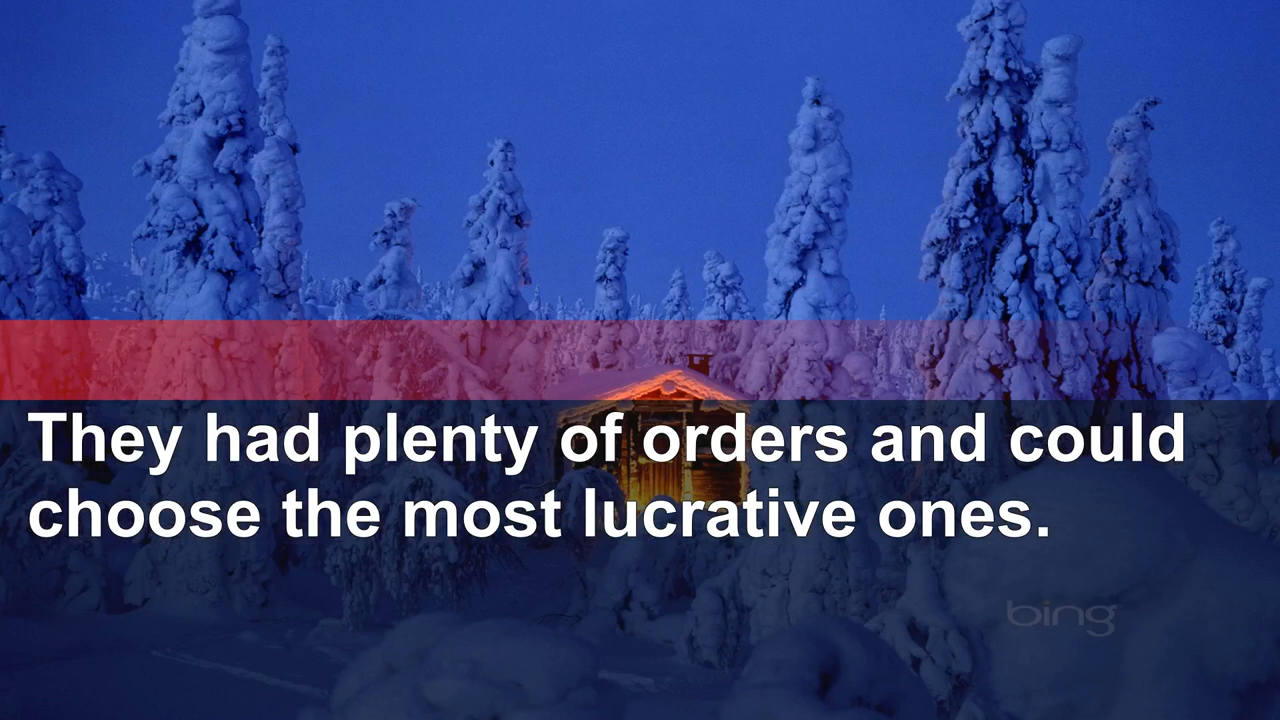 They had plenty of orders and could
choose the most lucrative ones.
bing